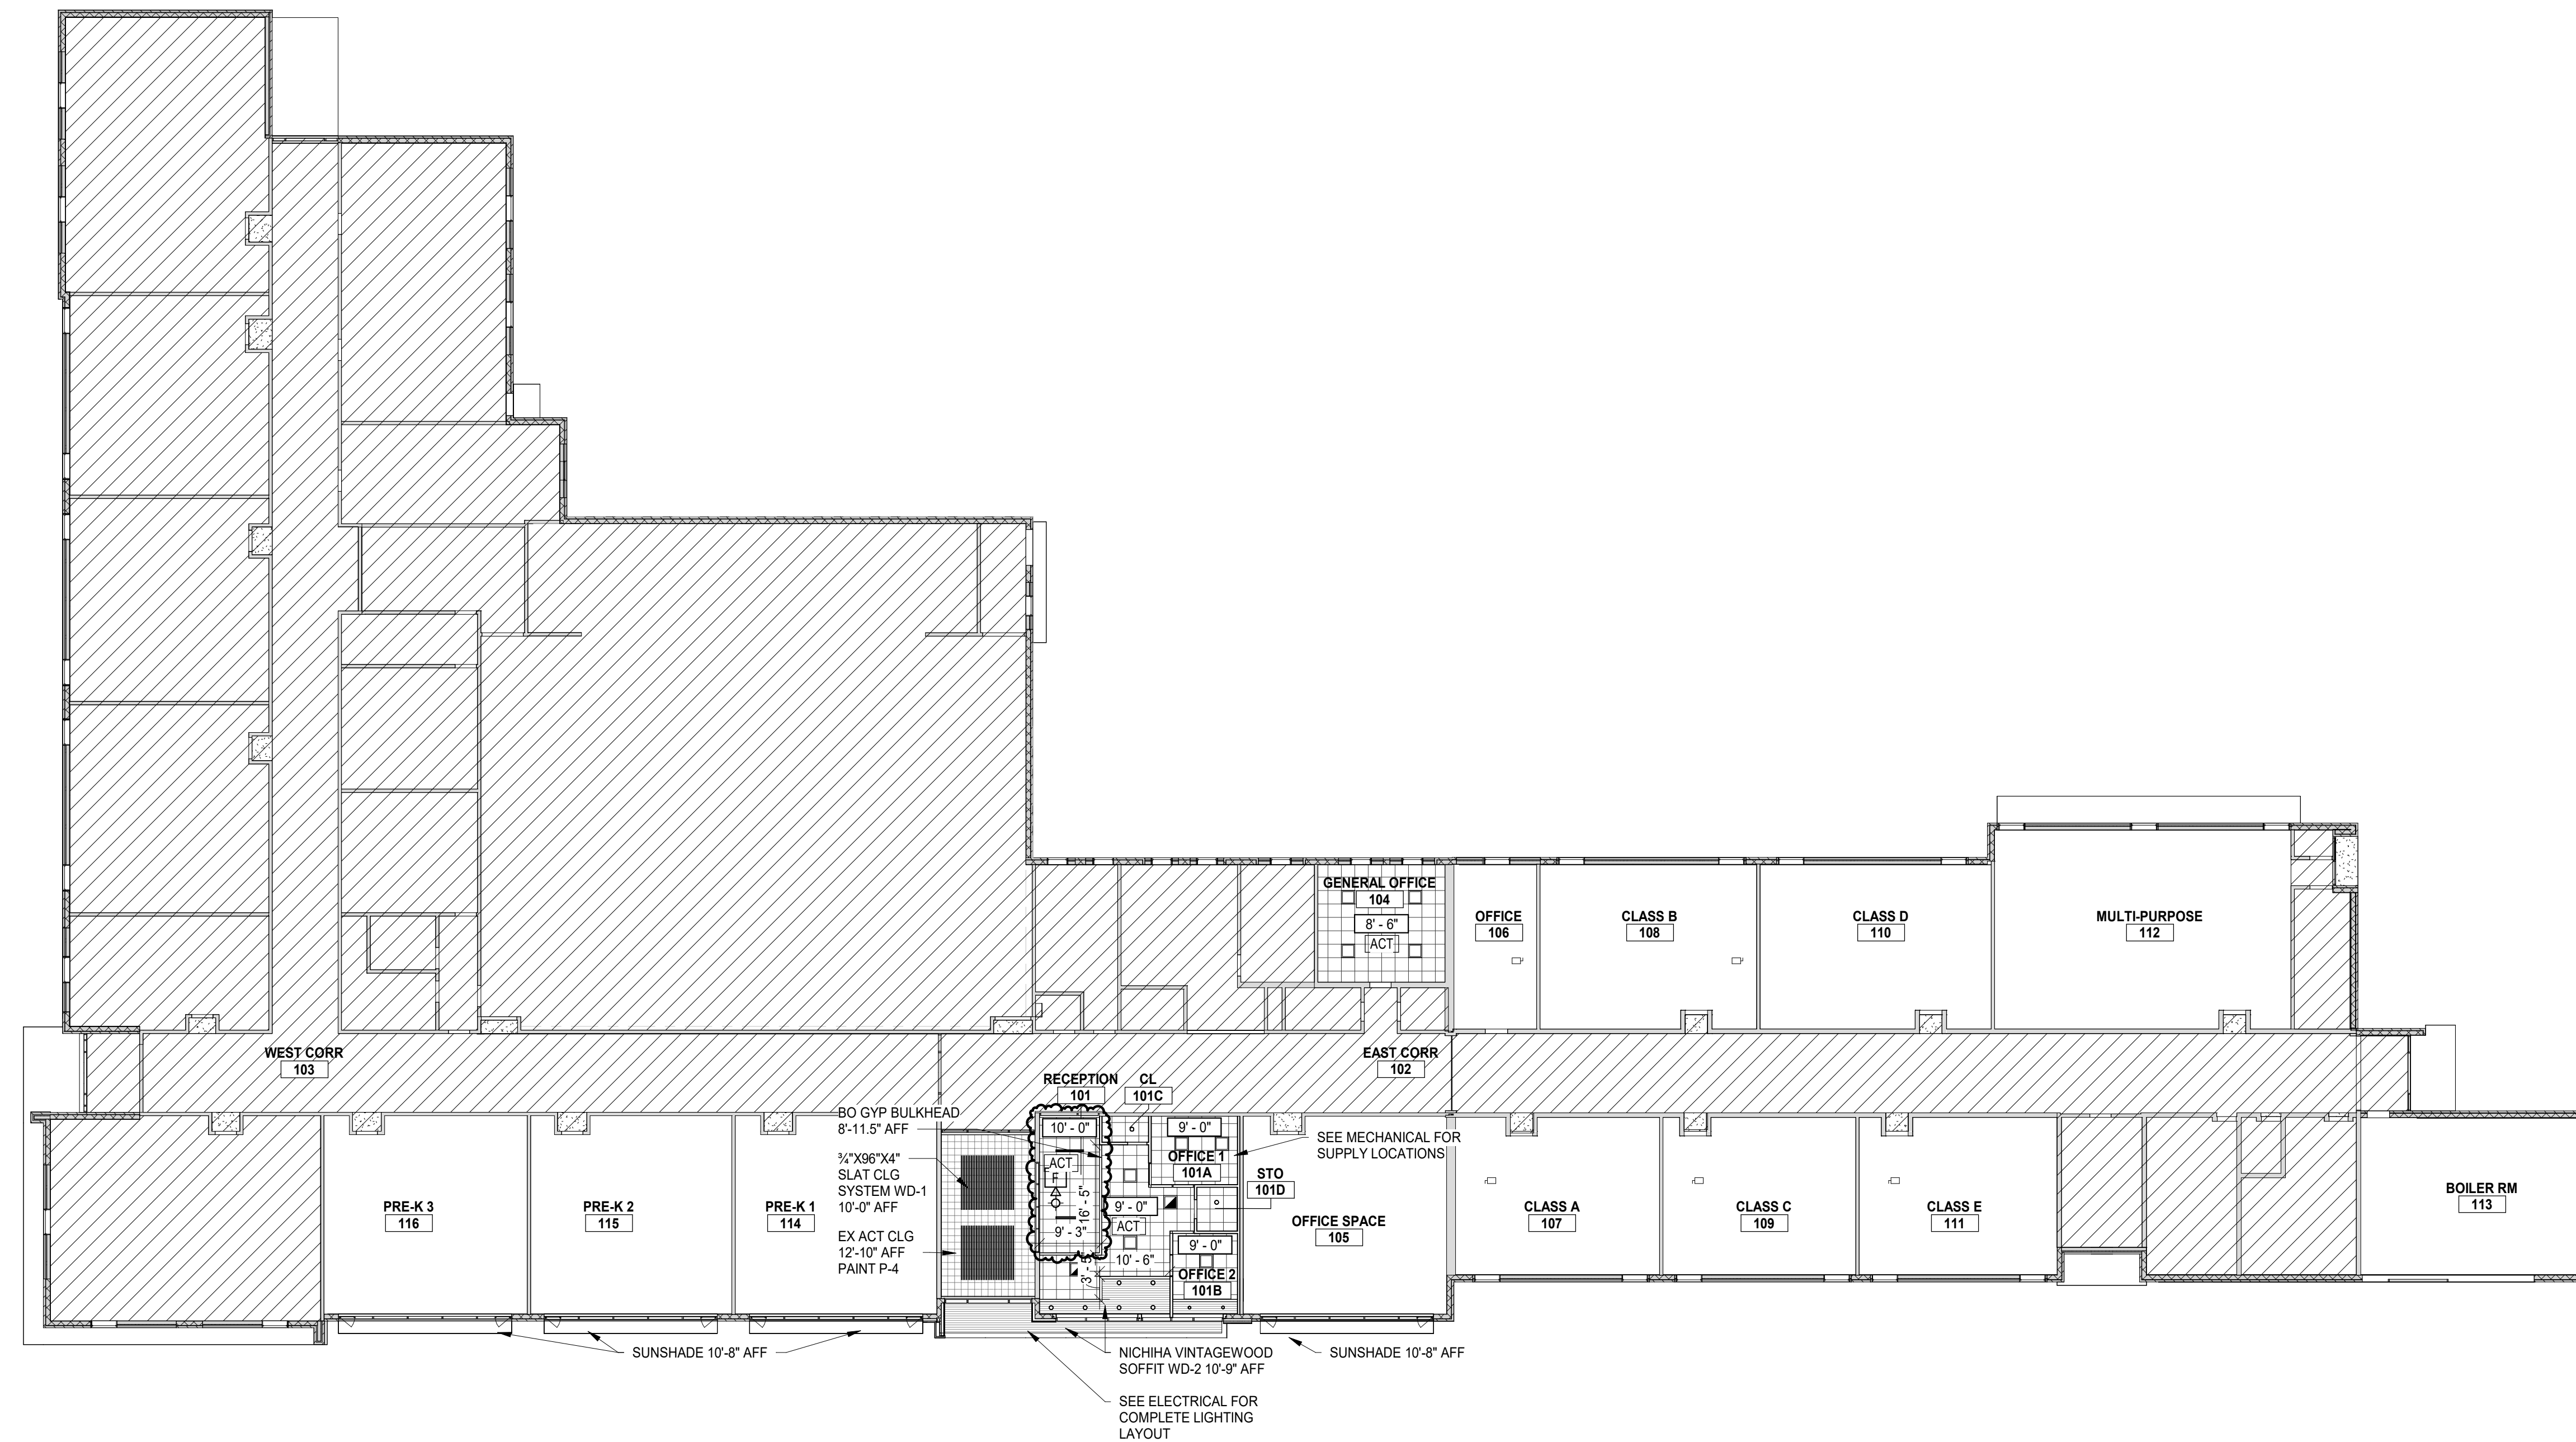 GENERAL OFFICE
104
8' - 6"
ACT
OFFICE
106
CLASS B
108
CLASS D
110
MULTI-PURPOSE
112
WEST CORR
103
EAST CORR
102
RECEPTION
101
CL
101C
BO GYP BULKHEAD
8'-11.5" AFF
10' - 0"
9' - 0"
SEE MECHANICAL FOR
SUPPLY LOCATIONS
¾"X96"X4"
SLAT CLG
SYSTEM WD-1
10'-0" AFF
ACT
F
OFFICE 1
101A
STO
101D
16' - 5"
9' - 0"
ACT
9' - 3"
EX ACT CLG
12'-10" AFF
PAINT P-4
10' - 6"
3' - 5"
9' - 0"
OFFICE 2
101B
PRE-K 3
116
PRE-K 2
115
PRE-K 1
114
OFFICE SPACE
105
CLASS A
107
CLASS C
109
CLASS E
111
BOILER RM
113
SUNSHADE 10'-8" AFF
NICHIHA VINTAGEWOOD
SOFFIT WD-2 10'-9" AFF
SUNSHADE 10'-8" AFF
SEE ELECTRICAL FOR
COMPLETE LIGHTING
LAYOUT